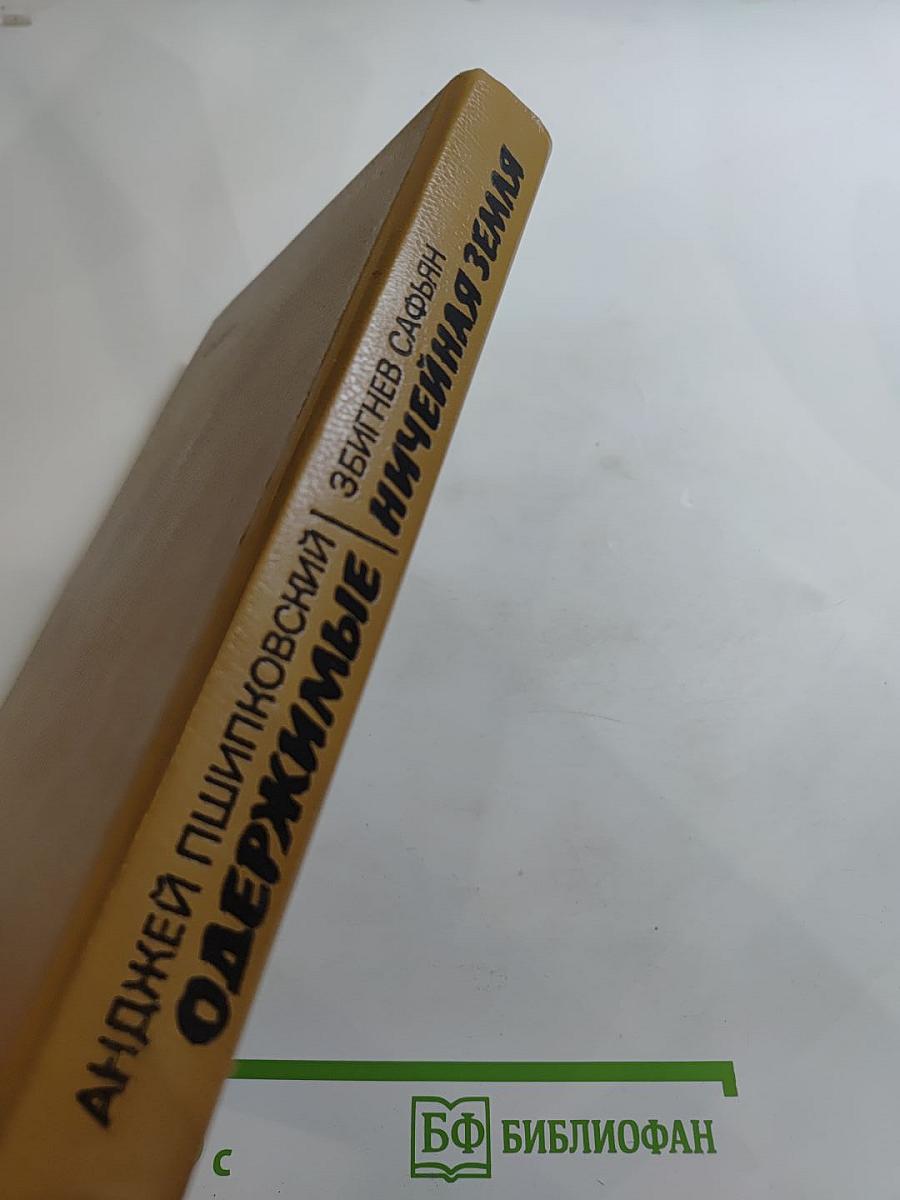 АНДЖЕЙ ПШИПКОВСКИЙ | ЗБИГНЕВ САФЬЯН
ОДЕРЖИМЫЕ | НИЧЕЙНАЯ ЗЕМЛЯ
с
БФ БИБЛИОФАН